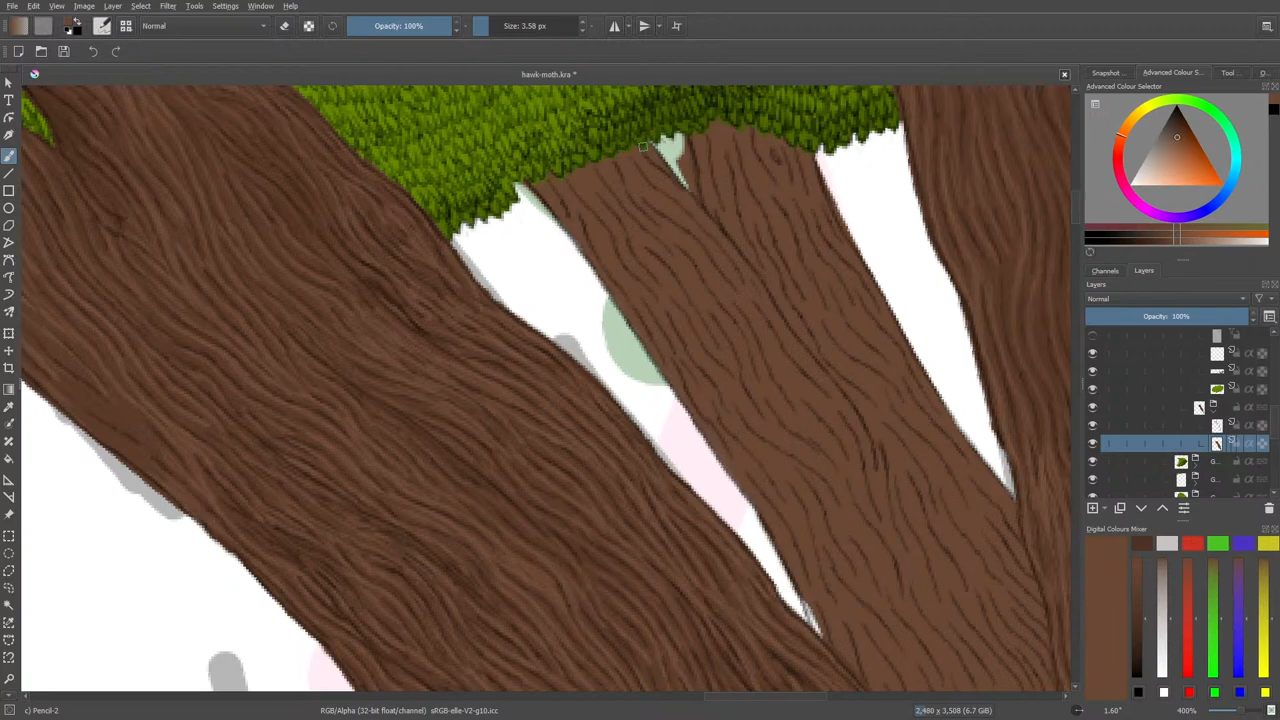 File Edit View Image Layer Select Filter Tools Settings Window Help
Normal Opacity: 100% Size: 3.58 px
hawk-moth.kra *
Snapshot ... Advanced Colour S... Tool ... O...
Advanced Colour Selector
Channels Layers
Layers
Normal
Opacity: 100%
G...
G...
Digital Colours Mixer
c) Pencil-2 RGB/Alpha (32-bit float/channel) sRGB-elle-V2-g10.icc 2,480 x 3,508 (6.7 GiB) 1.60° 400%